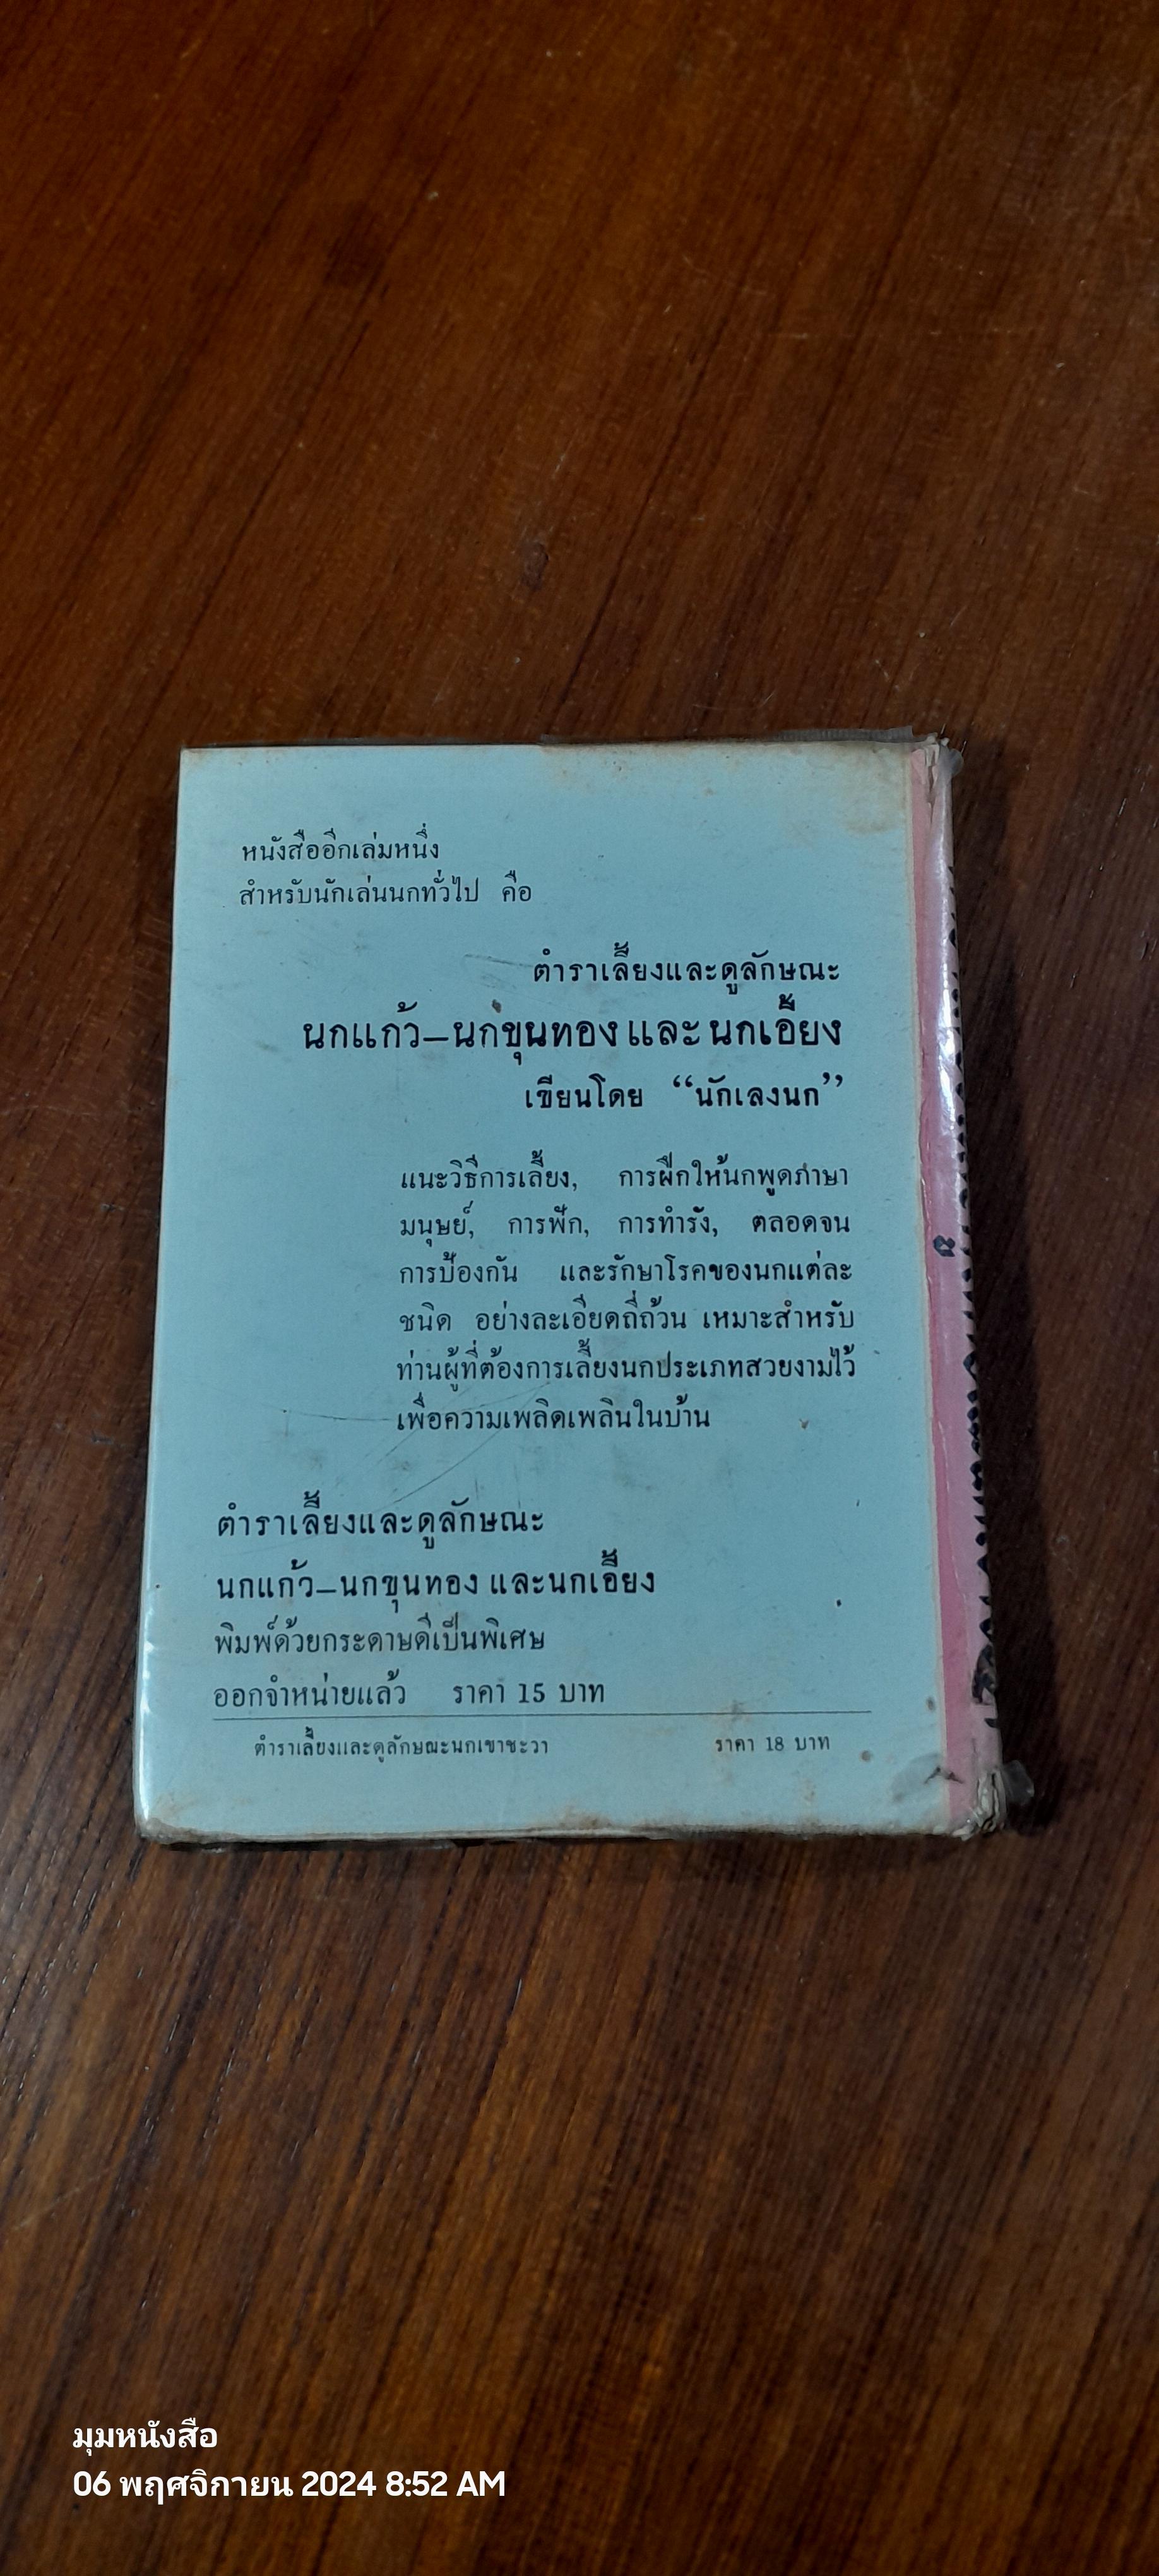 หนังสืออีกเล่มหนึ่ง
สำหรับนักเล่นนกทั่วไป คือ
ตำราเลี้ยงและดูลักษณะ
นกแก้ว–นกขุนทอง และ นกเอี้ยง
เขียนโดย “นักเลงนก”
แนะวิธีการเลี้ยง, การฝึกให้นกพูดภาษา
มนุษย์, การฟัก, การทำรัง, ตลอดจน
การป้องกัน และรักษาโรคของนกแต่ละ
ชนิด อย่างละเอียดถี่ถ้วน เหมาะสำหรับ
ท่านผู้ที่ต้องการเลี้ยงนกประเภทสวยงามไว้
เพื่อความเพลิดเพลินในบ้าน
ตำราเลี้ยงและดูลักษณะ
นกแก้ว–นกขุนทอง และนกเอี้ยง
พิมพ์ด้วยกระดาษดีเป็นพิเศษ
ออกจำหน่ายแล้ว ราคา 15 บาท
ตำราเลี้ยงและดูลักษณะนกเขาชะวา ราคา 18 บาท
มุมหนังสือ
06 พฤศจิกายน 2024 8:52 AM